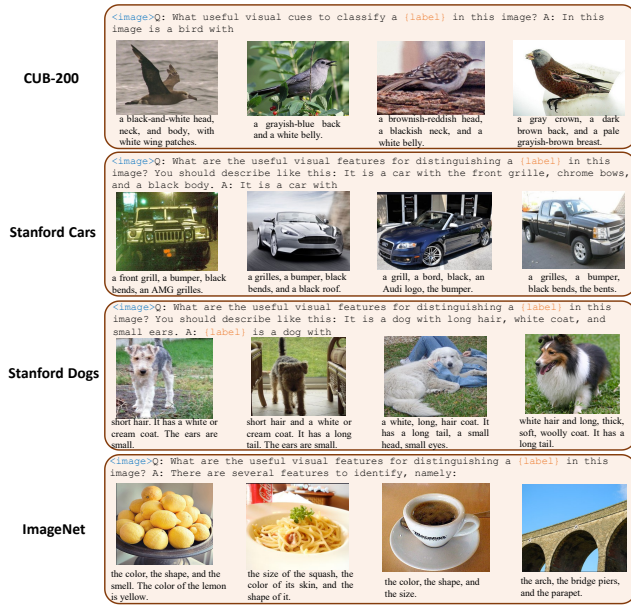 <image>Q: What useful visual cues to classify a {label} in this image? A: In this
image is a bird with
CUB-200
a black-and-white head,
neck, and body, with
white wing patches.
a grayish-blue back
and a white belly.
a brownish-reddish head,
a blackish neck, and a
white belly.
a gray crown, a dark
brown back, and a pale
grayish-brown breast.
<image>Q: What are the useful visual features for distinguishing a {label} in this
image? You should describe like this: It is a car with the front grille, chrome bows,
and a black body. A: It is a car with
Stanford Cars
a front grill, a bumper, black
bends, an AMG grilles.
a grilles, a bumper, black
bends, and a black roof.
a grill, a bord, black, an
Audi logo, the bumper.
a grilles, a bumper,
black bends, the bents.
<image>Q: What are the useful visual features for distinguishing a {label} in this
image? You should describe like this: It is a dog with long hair, white coat, and
small ears. A: {label} is a dog with
Stanford Dogs
short hair. It has a white or
cream coat. The ears are
small.
short hair and a white or
cream coat. It has a long
tail. The ears are small.
a white, long, hair coat. It
has a long tail, a small
head, small eyes.
white hair and long, thick,
soft, woolly coat. It has a
long tail.
<image>Q: What are the useful visual features for distinguishing a {label} in this
image? A: There are several features to identify, namely:
ImageNet
the color, the shape, and the
smell. The color of the lemon
is yellow.
the size of the squash, the
color of its skin, and the
shape of it.
the color, the shape, and
the size.
the arch, the bridge piers,
and the parapet.